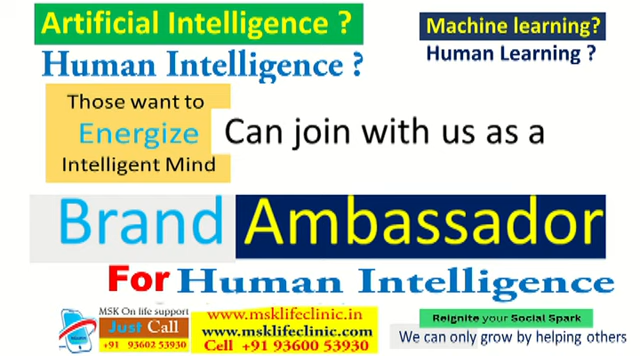 Artificial Intelligence ?
Human Intelligence ?
Machine learning?
Human Learning ?
Those want to
Energize
Intelligent Mind
Can join with us as a
Brand Ambassador
For Human Intelligence
MSK On life support
Just Call
+91 93602 53930
www.msklifeclinic.in
www.msklifeclinic.com
Cell +91 93600 53930
Reignite your Social Spark
We can only grow by helping others